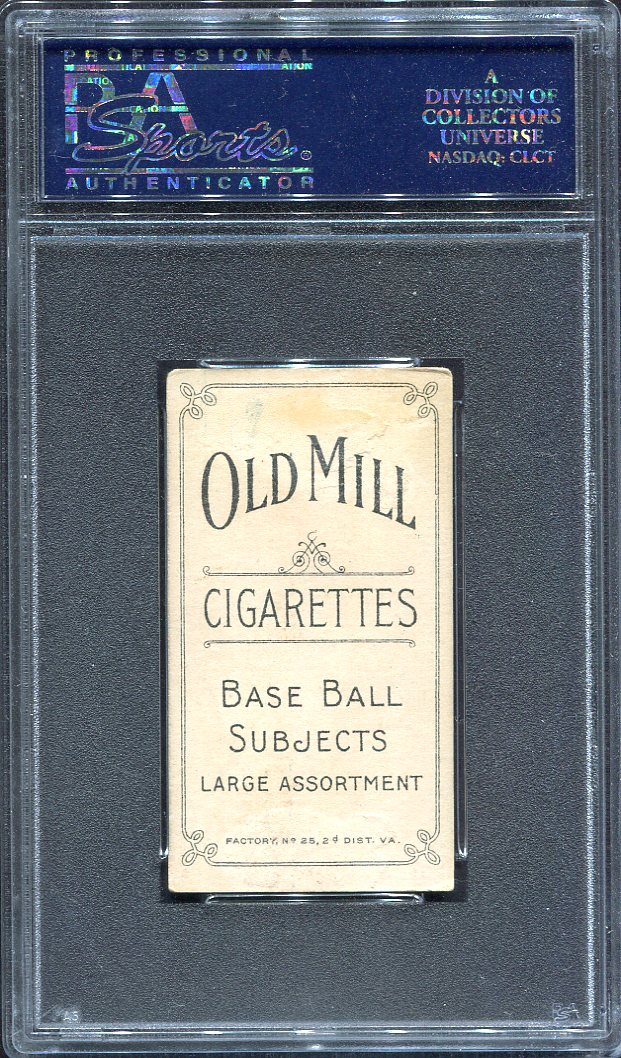 PROFESSIONAL
PSA
Sports®
AUTHENTICATOR
A
DIVISION OF
COLLECTORS
UNIVERSE
NASDAQ: CLCT
OLD MILL
CIGARETTES
BASE BALL
SUBJECTS
LARGE ASSORTMENT
FACTORY, Nº 25, 2ᵈ DIST. VA.